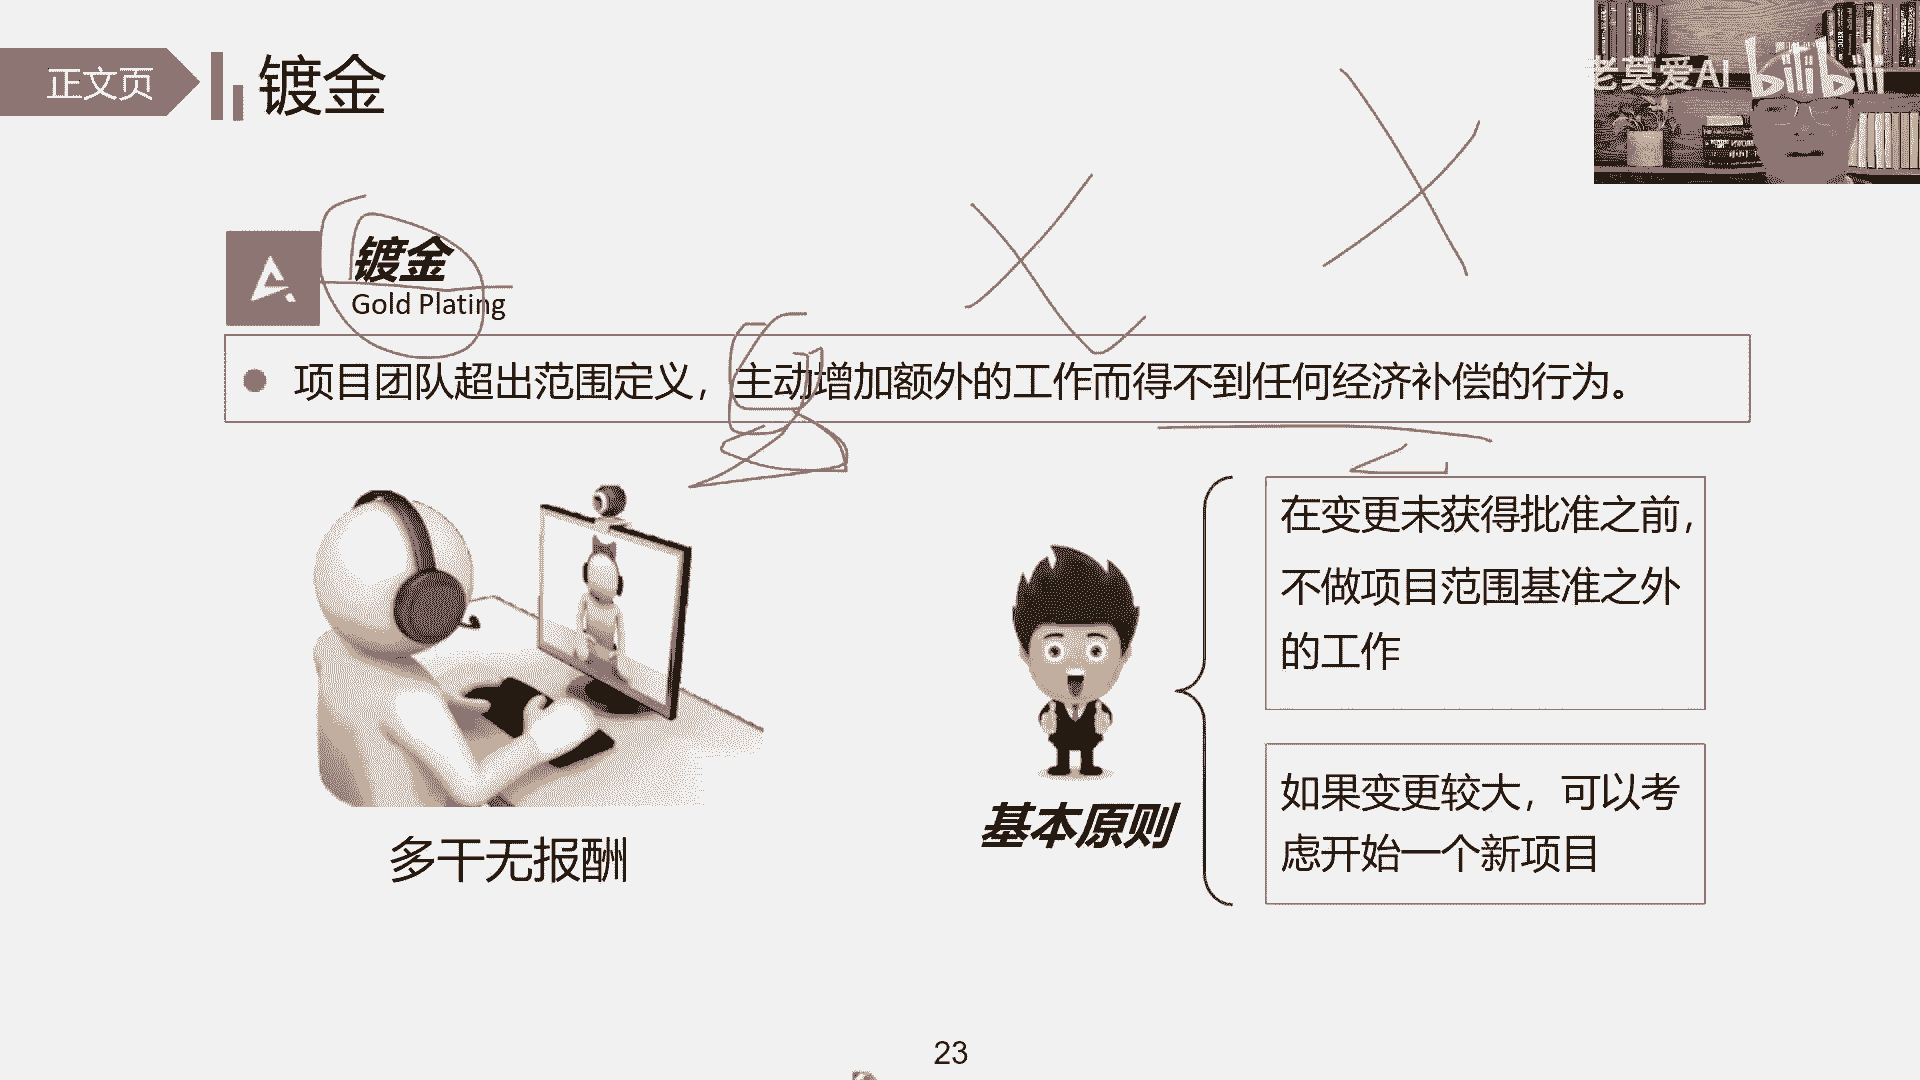 正文页
镀金
老莫爱AI
bilibili
镀金
Gold Plating
项目团队超出范围定义，主动增加额外的工作而得不到任何经济补偿的行为。
在变更未获得批准之前，
不做项目范围基准之外
的工作
如果变更较大，可以考
虑开始一个新项目
基本原则
多干无报酬
23